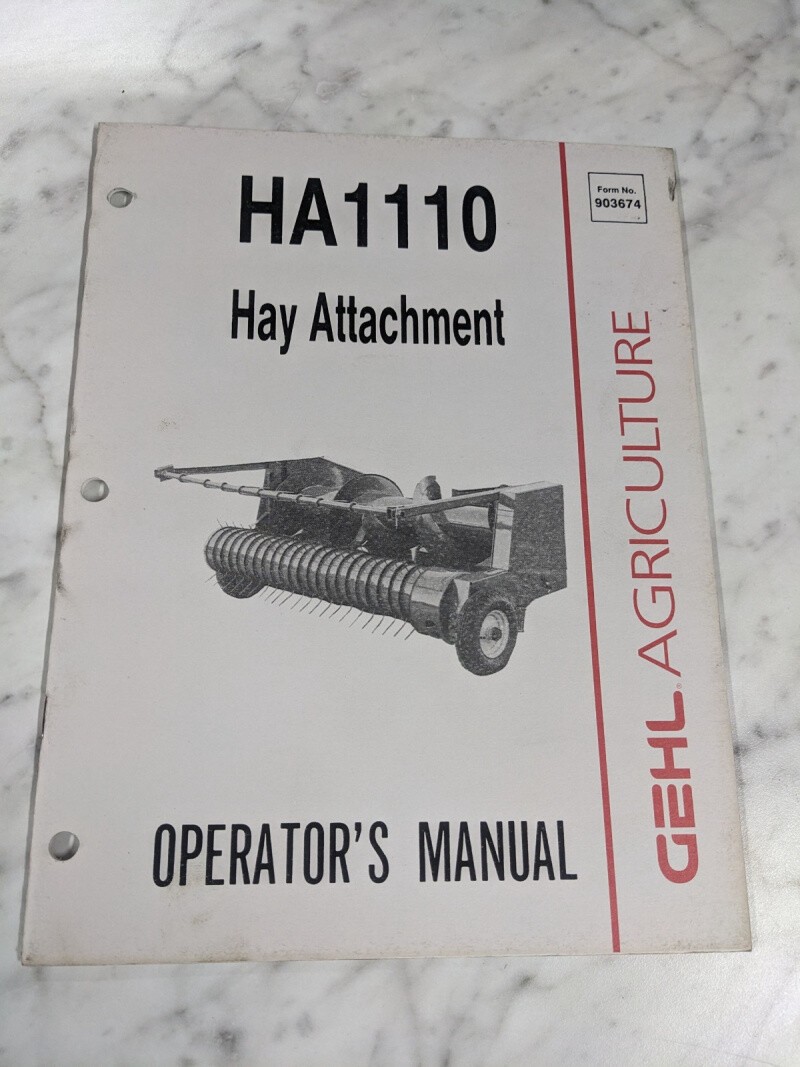 HA1110
Hay Attachment
Form No.
903674
GEHL® AGRICULTURE
OPERATOR'S MANUAL